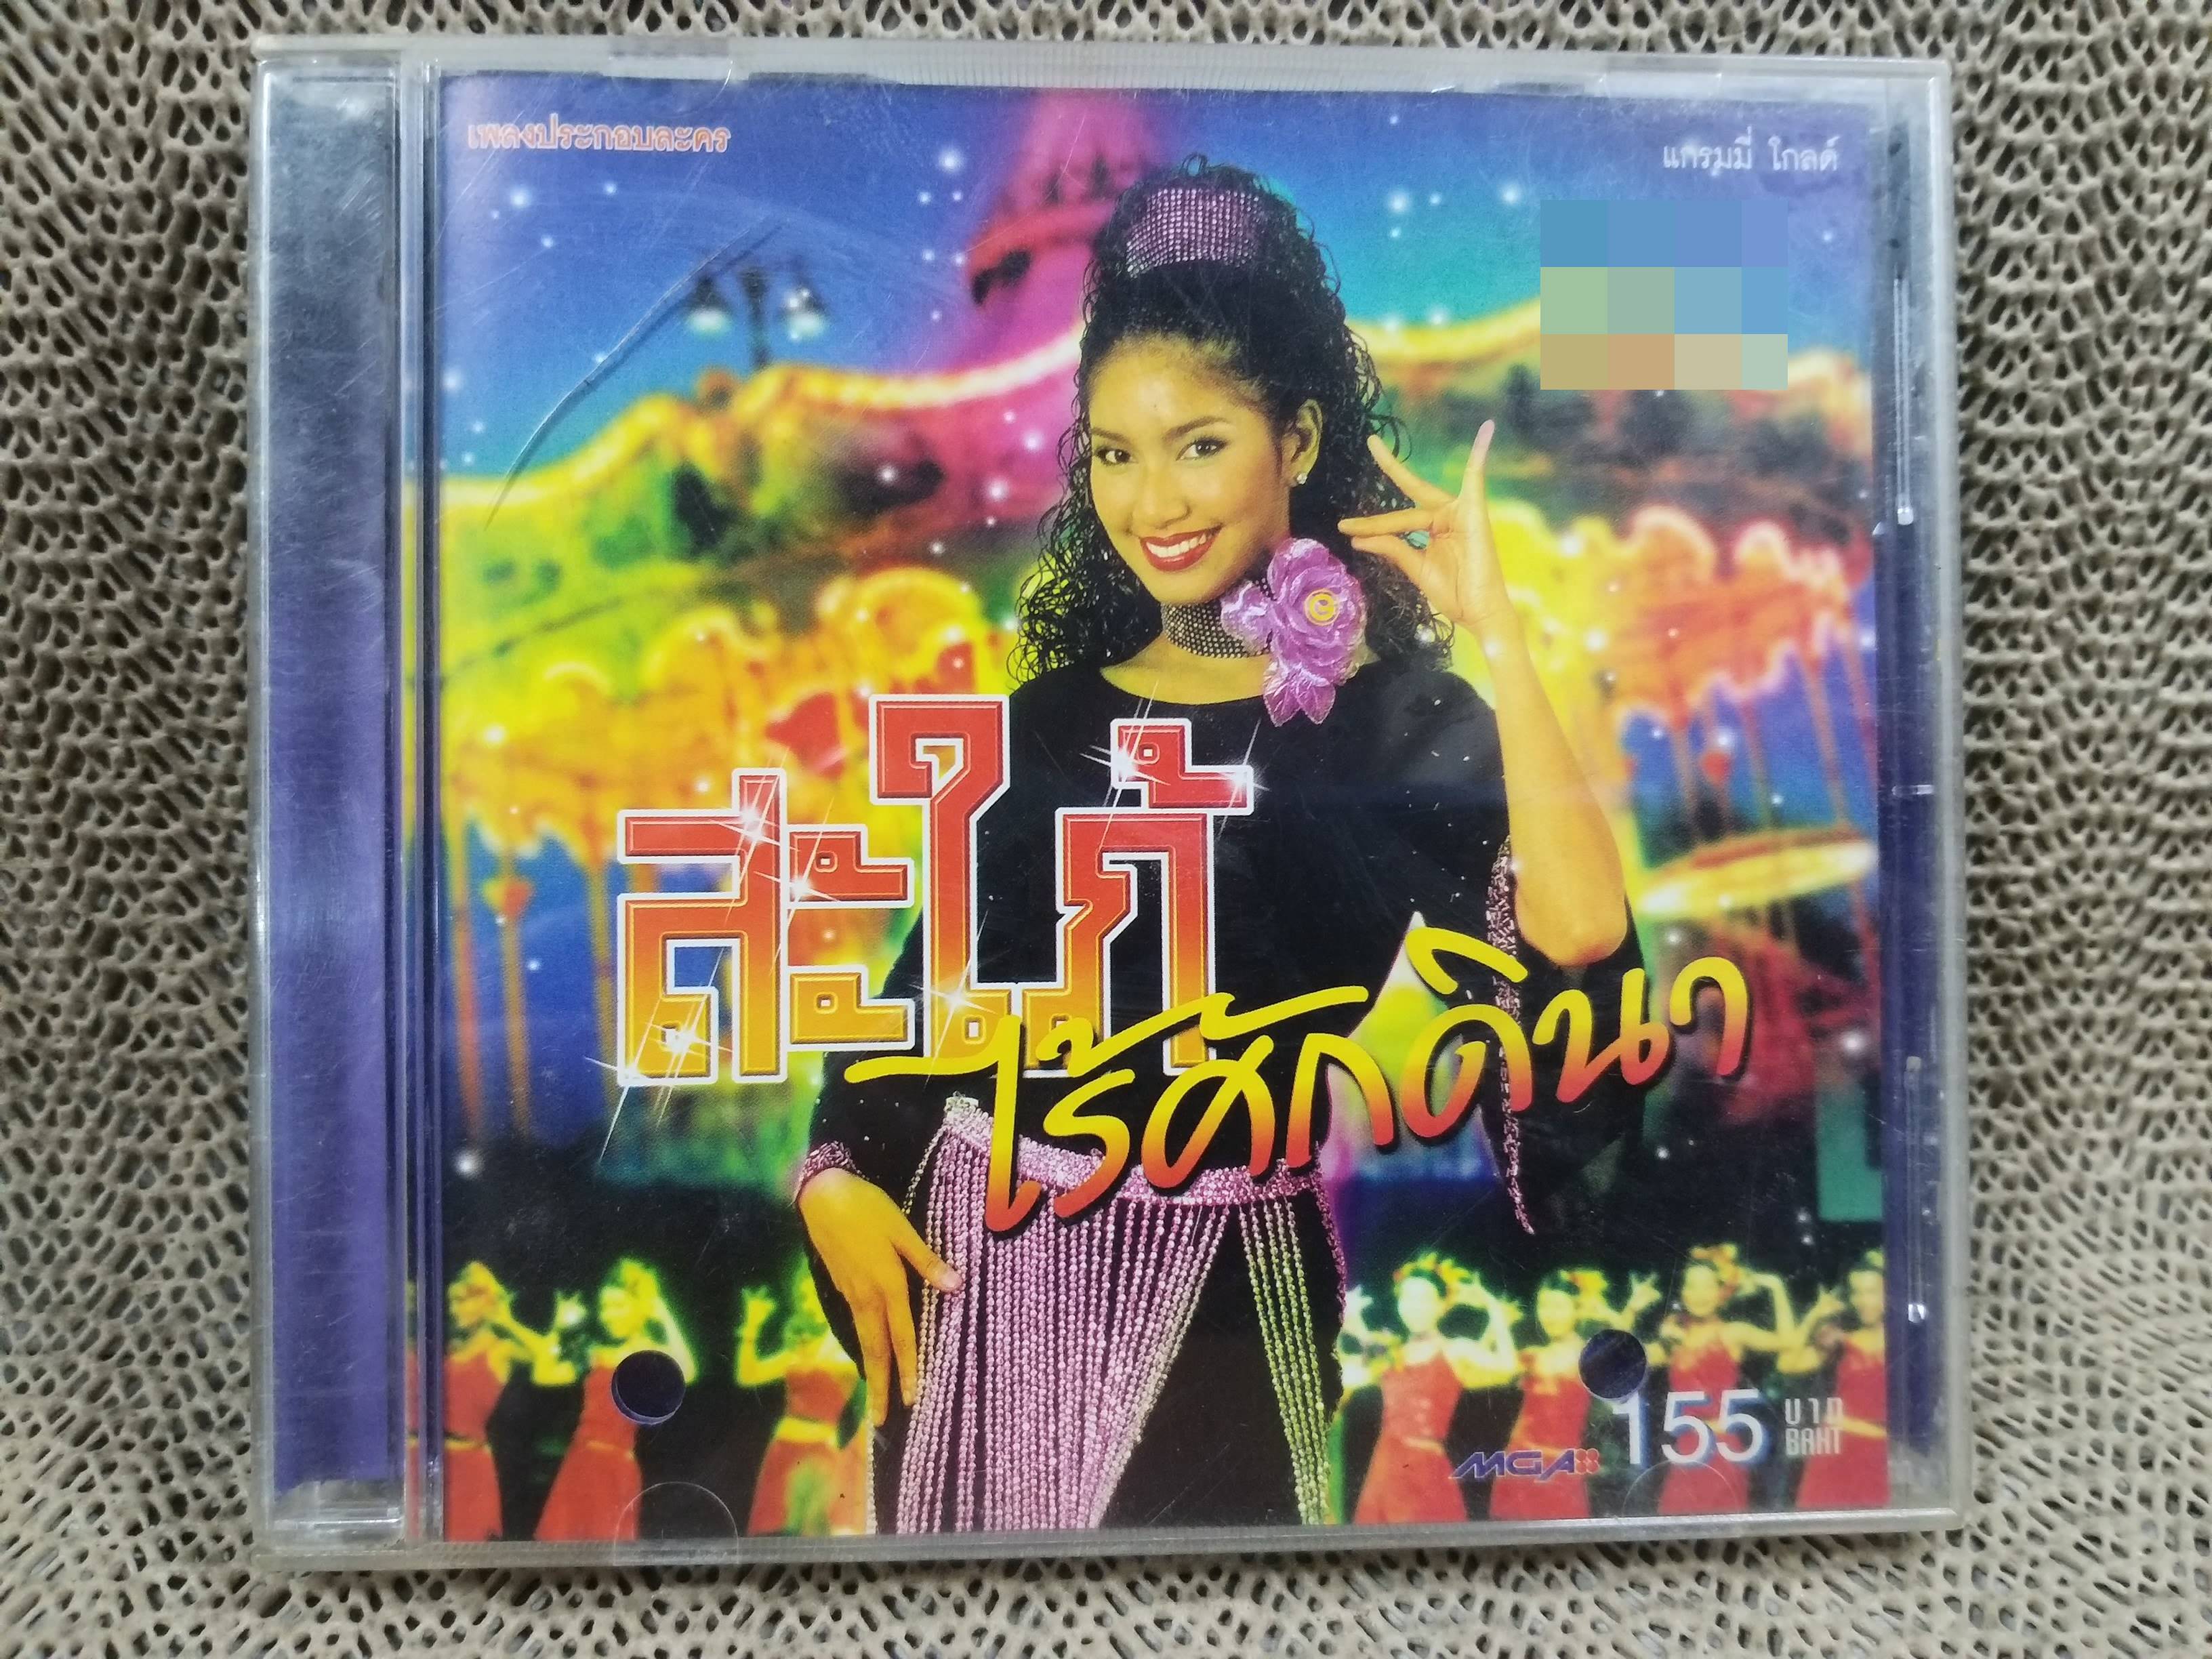 เพลงประกอบละคร
แกรมมี่ โกลด์
สะใภ้
ไร้ศักดินา
MGA
155 บาท
BAHT